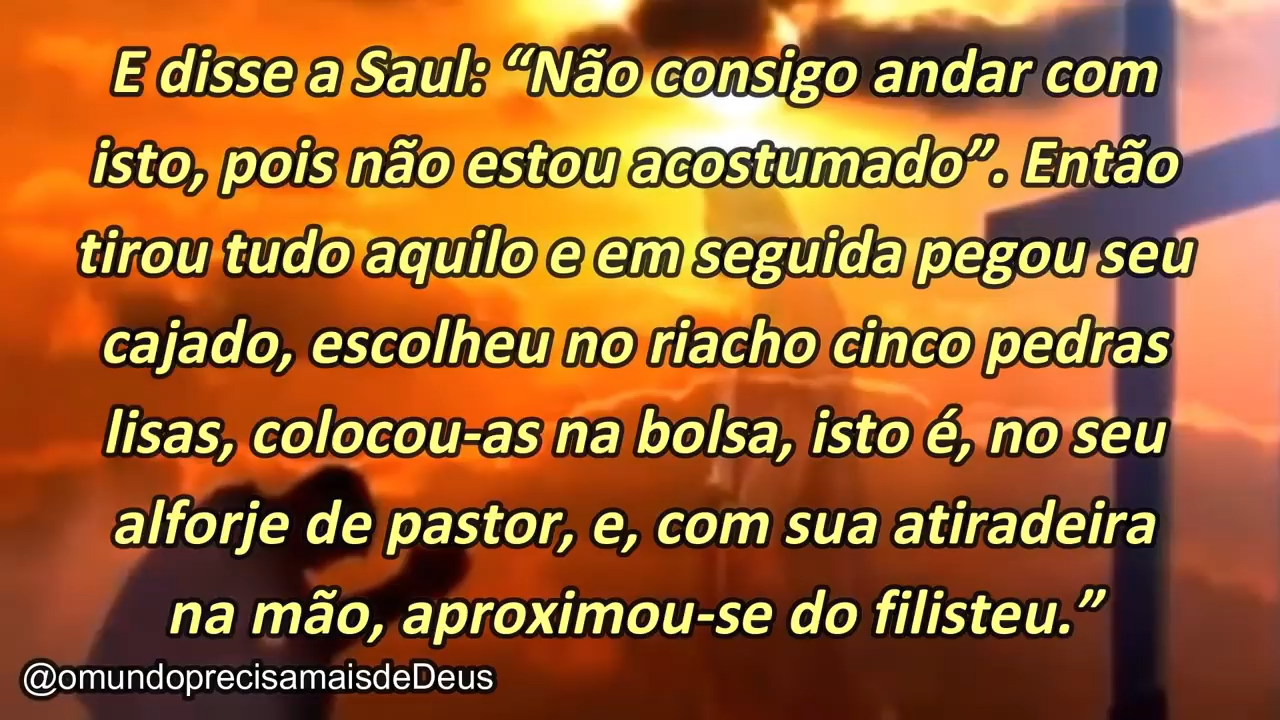 E disse a Saul: “Não consigo andar com
isto, pois não estou acostumado”. Então
tirou tudo aquilo e em seguida pegou seu
cajado, escolheu no riacho cinco pedras
lisas, colocou-as na bolsa, isto é, no seu
alforje de pastor, e, com sua atiradeira
na mão, aproximou-se do filisteu.”
@omundoprecisamaisdeDeus